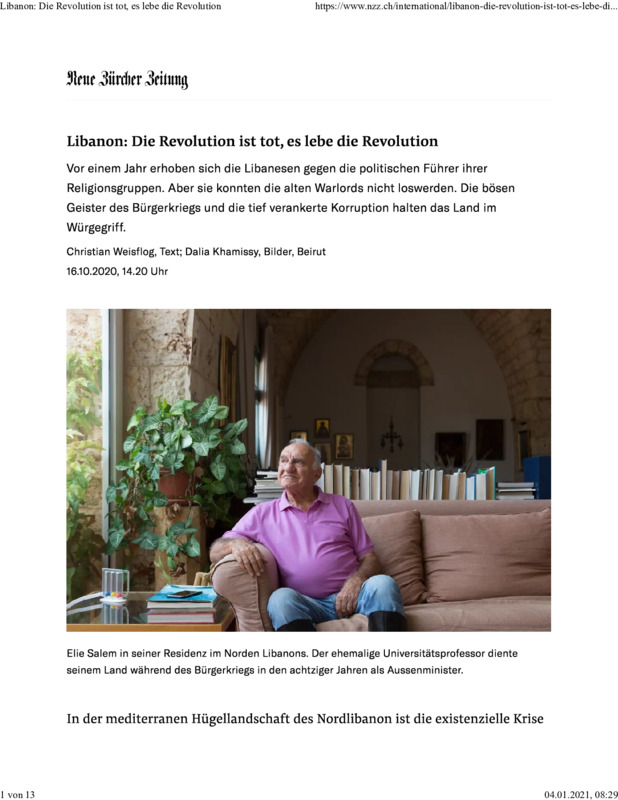 Libanon: Die Revolution ist tot, es lebe die Revolution
https://www.nzz.ch/international/libanon-die-revolution-ist-tot-es-lebe-di...
Neue Zürcher Zeitung
Libanon: Die Revolution ist tot, es lebe die Revolution
Vor einem Jahr erhoben sich die Libanesen gegen die politischen Führer ihrer
Religionsgruppen. Aber sie konnten die alten Warlords nicht loswerden. Die bösen
Geister des Bürgerkriegs und die tief verankerte Korruption halten das Land im
Würgegriff.
Christian Weisflog, Text; Dalia Khamissy, Bilder, Beirut
16.10.2020, 14.20 Uhr
Elie Salem in seiner Residenz im Norden Libanons. Der ehemalige Universitätsprofessor diente
seinem Land während des Bürgerkriegs in den achtziger Jahren als Aussenminister.
In der mediterranen Hügellandschaft des Nordlibanon ist die existenzielle Krise
1 von 13
04.01.2021, 08:29